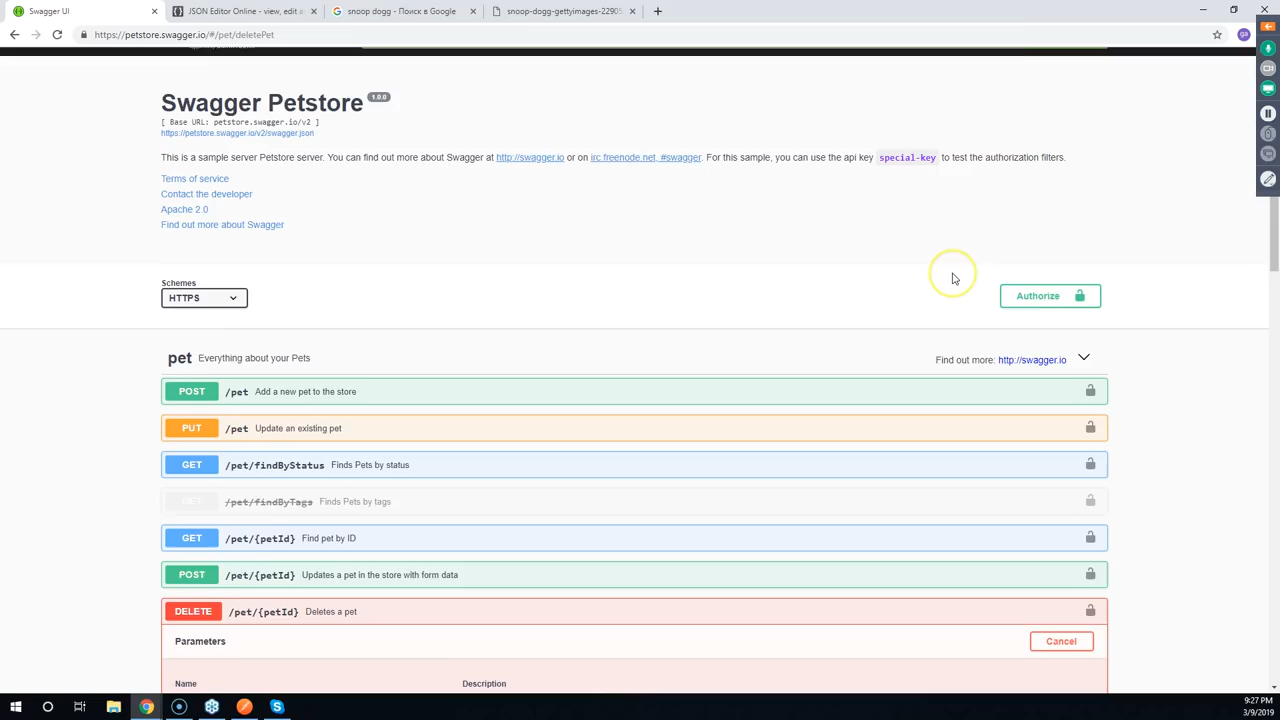 Swagger UI
JSON Editor Online - view, edit a
snoop dogg - Поиск в Google
snoop-dogg-gettyimages-22905
https://petstore.swagger.io/#/pet/deletePet
ga
Swagger Petstore 1.0.0
[ Base URL: petstore.swagger.io/v2 ]
https://petstore.swagger.io/v2/swagger.json
This is a sample server Petstore server. You can find out more about Swagger at http://swagger.io or on irc.freenode.net, #swagger. For this sample, you can use the api key special-key to test the authorization filters.
Terms of service
Contact the developer
Apache 2.0
Find out more about Swagger
Schemes
HTTPS
Authorize
pet Everything about your Pets
Find out more: http://swagger.io
POST /pet Add a new pet to the store
PUT /pet Update an existing pet
GET /pet/findByStatus Finds Pets by status
GET /pet/findByTags Finds Pets by tags
GET /pet/{petId} Find pet by ID
POST /pet/{petId} Updates a pet in the store with form data
DELETE /pet/{petId} Deletes a pet
Parameters
Cancel
Name Description
9:27 PM
3/9/2019